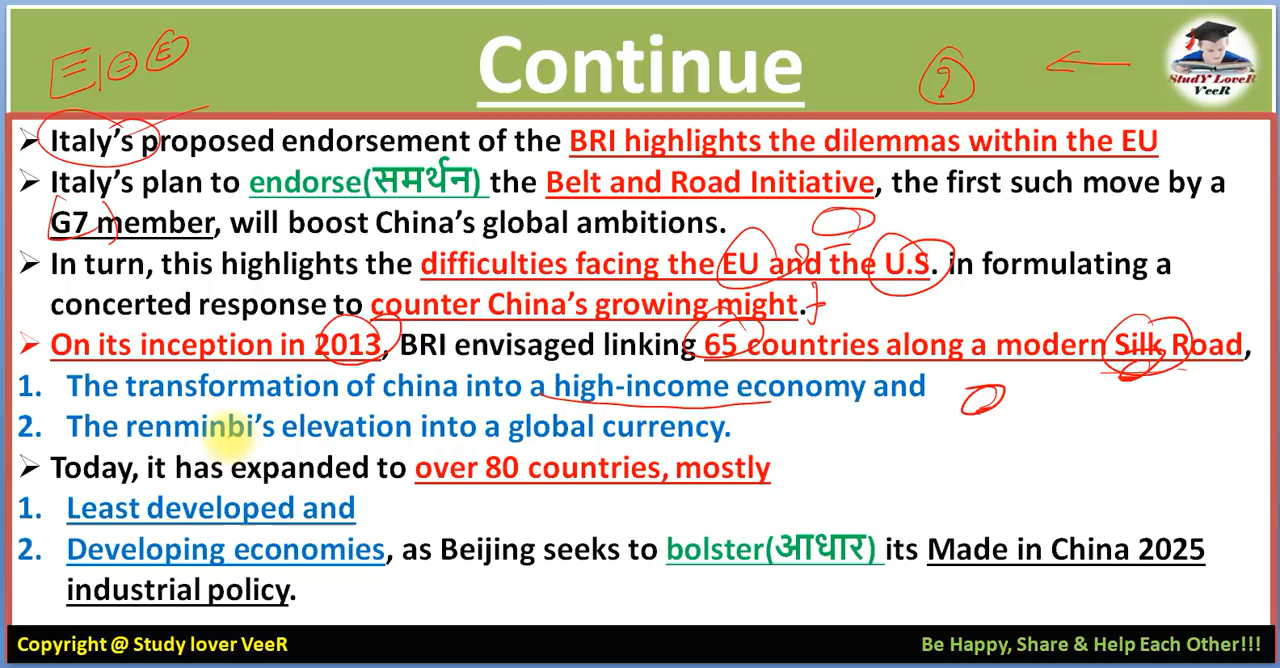 Continue
StudY LoveR
VeeR
➢ Italy's proposed endorsement of the BRI highlights the dilemmas within the EU
➢ Italy's plan to endorse(समर्थन) the Belt and Road Initiative, the first such move by a
G7 member, will boost China's global ambitions.
➢ In turn, this highlights the difficulties facing the EU and the U.S. in formulating a
concerted response to counter China's growing might.
➢ On its inception in 2013, BRI envisaged linking 65 countries along a modern Silk Road,
1. The transformation of china into a high-income economy and
2. The renminbi's elevation into a global currency.
➢ Today, it has expanded to over 80 countries, mostly
1. Least developed and
2. Developing economies, as Beijing seeks to bolster(आधार) its Made in China 2025
industrial policy.
Copyright @ Study lover VeeR
Be Happy, Share & Help Each Other!!!